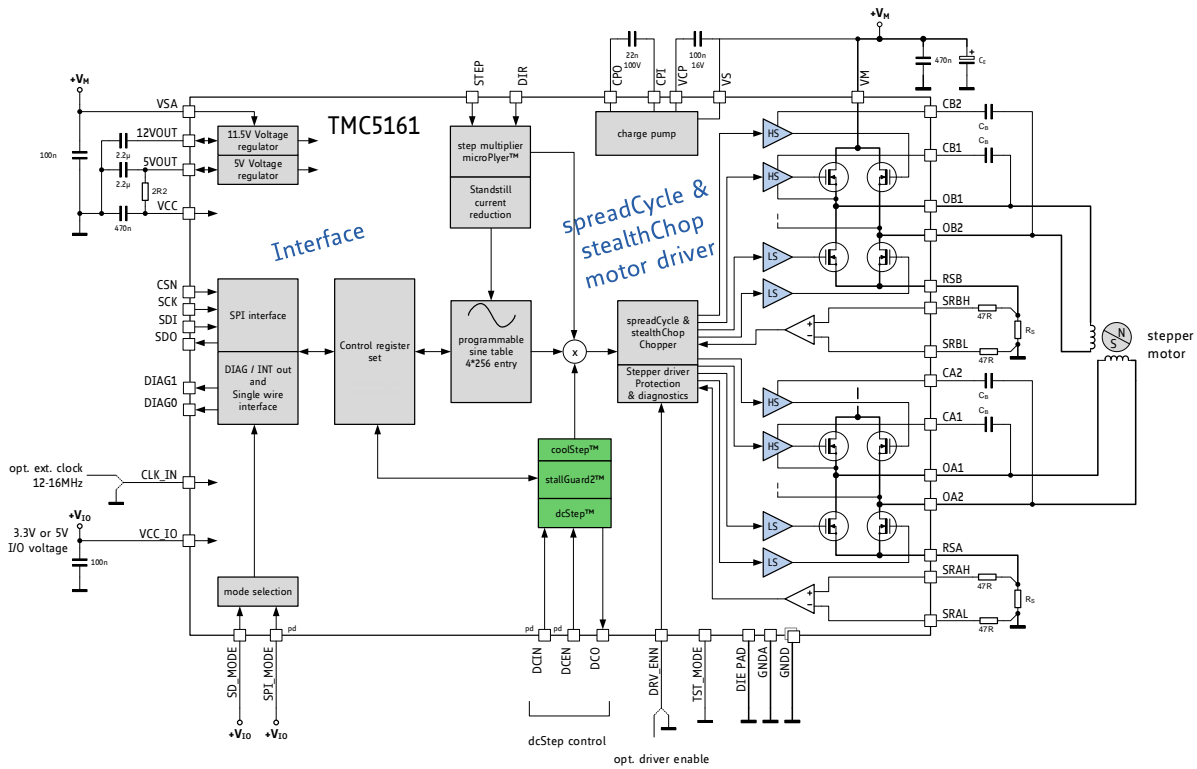 +VM
+VM
22n
100V
100n
16V
470n
CE
STEP
DIR
CPO
CPI
VCP
VS
VM
VSA
12VOUT
5VOUT
VCC
100n
2.2µ
2.2µ
2R2
470n
TMC5161
11.5V Voltage
regulator
5V Voltage
regulator
step multiplier
microPlyer™
Standstill
current
reduction
charge pump
Interface
spreadCycle &
stealthChop
motor driver
HS
HS
LS
LS
CB2
CB
CB1
CB
OB1
OB2
RSB
SRBH
47R
RS
SRBL
47R
CSN
SCK
SDI
SDO
DIAG1
DIAG0
SPI interface
DIAG / INT out
and
Single wire
interface
Control register
set
programmable
sine table
4*256 entry
x
spreadCycle &
stealthChop
Chopper
Stepper driver
Protection
& diagnostics
+
−
N
S
stepper
motor
coolStep™
stallGuard2™
dcStep™
HS
HS
LS
LS
CA2
CB
CA1
CB
OA1
OA2
RSA
SRAH
47R
RS
SRAL
47R
+
−
opt. ext. clock
12-16MHz
CLK_IN
+VIO
3.3V or 5V
I/O voltage
VCC_IO
100n
mode selection
pd
pd
pd
SD_MODE
SPI_MODE
DCIN
DCEN
DCO
DRV_ENN
TST_MODE
DIE PAD
GNDA
GNDD
+VIO
+VIO
dcStep control
opt. driver enable